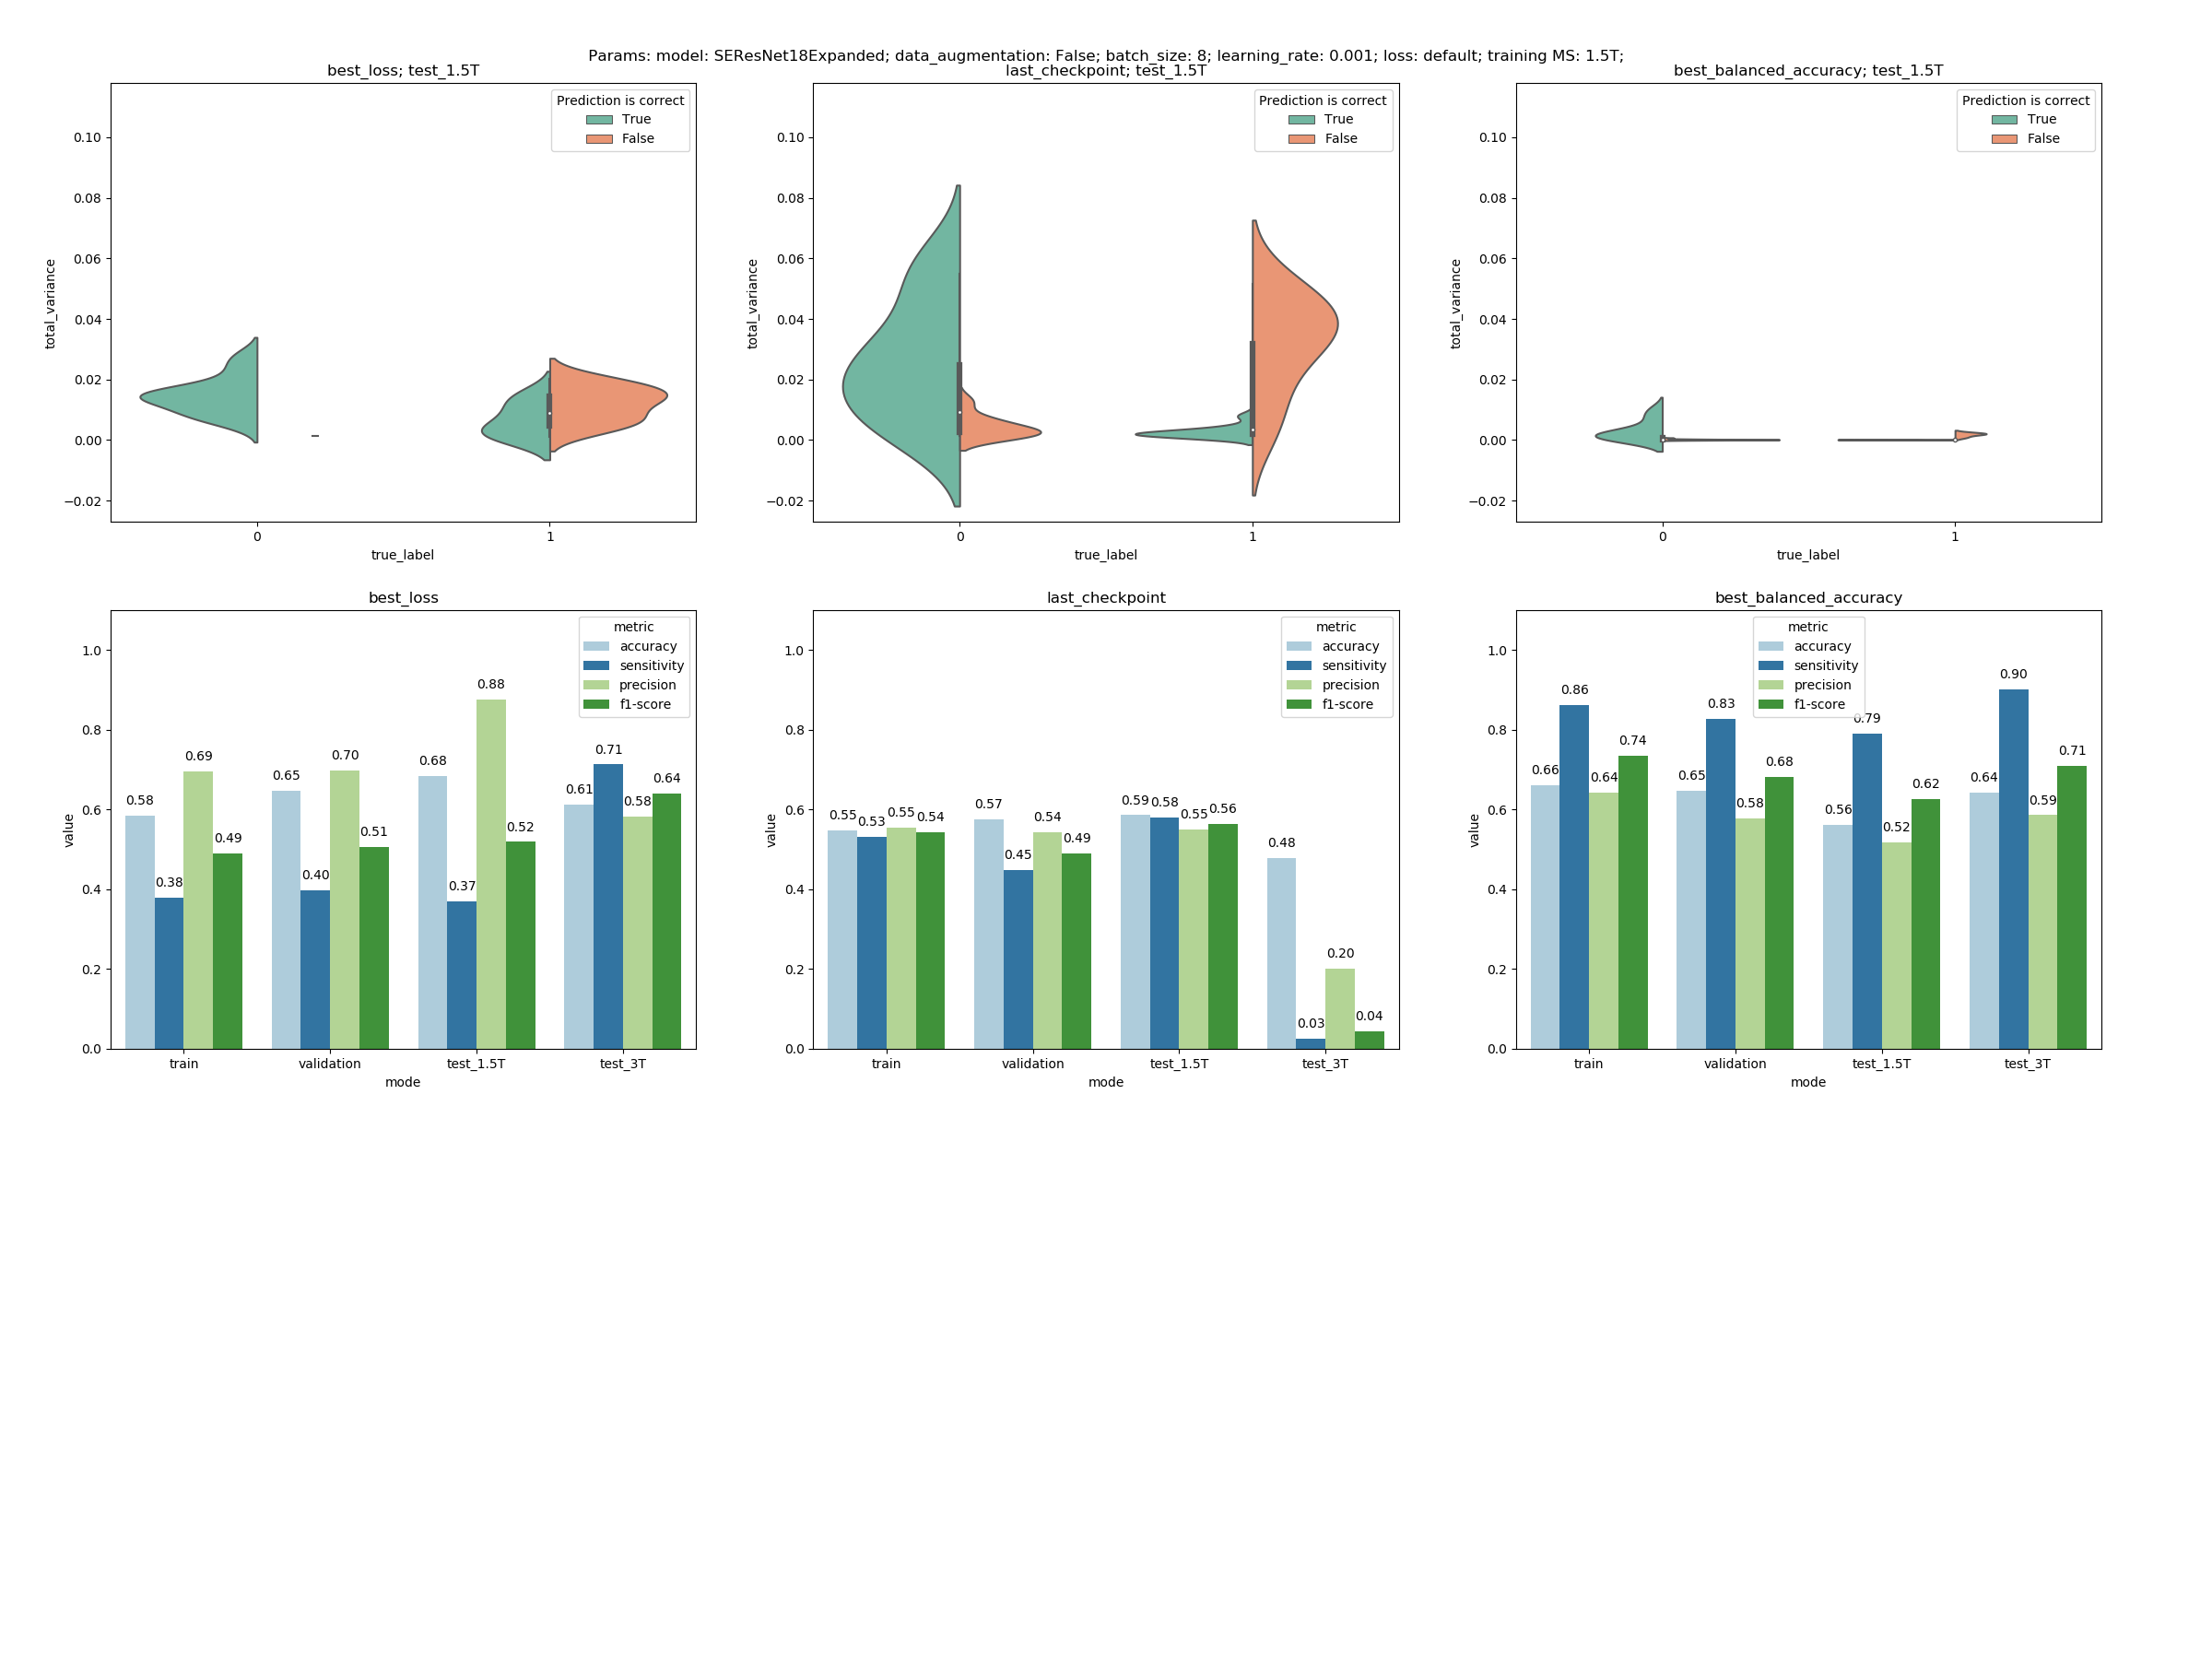 Params: model: SEResNet18Expanded; data_augmentation: False; batch_size: 8; learning_rate: 0.001; loss: default; training MS: 1.5T;
best_loss; test_1.5T
Prediction is correct
True
False
0.10
0.08
0.06
0.04
0.02
0.00
−0.02
total_variance
0
1
true_label
last_checkpoint; test_1.5T
Prediction is correct
True
False
0.10
0.08
0.06
0.04
0.02
0.00
−0.02
total_variance
0
1
true_label
best_balanced_accuracy; test_1.5T
Prediction is correct
True
False
0.10
0.08
0.06
0.04
0.02
0.00
−0.02
total_variance
0
1
true_label
best_loss
metric
accuracy
sensitivity
precision
f1-score
1.0
0.8
0.6
0.4
0.2
0.0
value
0.58
0.38
0.69
0.49
0.65
0.40
0.70
0.51
0.68
0.37
0.88
0.52
0.61
0.71
0.58
0.64
train
validation
test_1.5T
test_3T
mode
last_checkpoint
metric
accuracy
sensitivity
precision
f1-score
1.0
0.8
0.6
0.4
0.2
0.0
value
0.55
0.53
0.55
0.54
0.57
0.45
0.54
0.49
0.59
0.58
0.55
0.56
0.48
0.03
0.20
0.04
train
validation
test_1.5T
test_3T
mode
best_balanced_accuracy
metric
accuracy
sensitivity
precision
f1-score
1.0
0.8
0.6
0.4
0.2
0.0
value
0.66
0.86
0.64
0.74
0.65
0.83
0.58
0.68
0.56
0.79
0.52
0.62
0.64
0.90
0.59
0.71
train
validation
test_1.5T
test_3T
mode